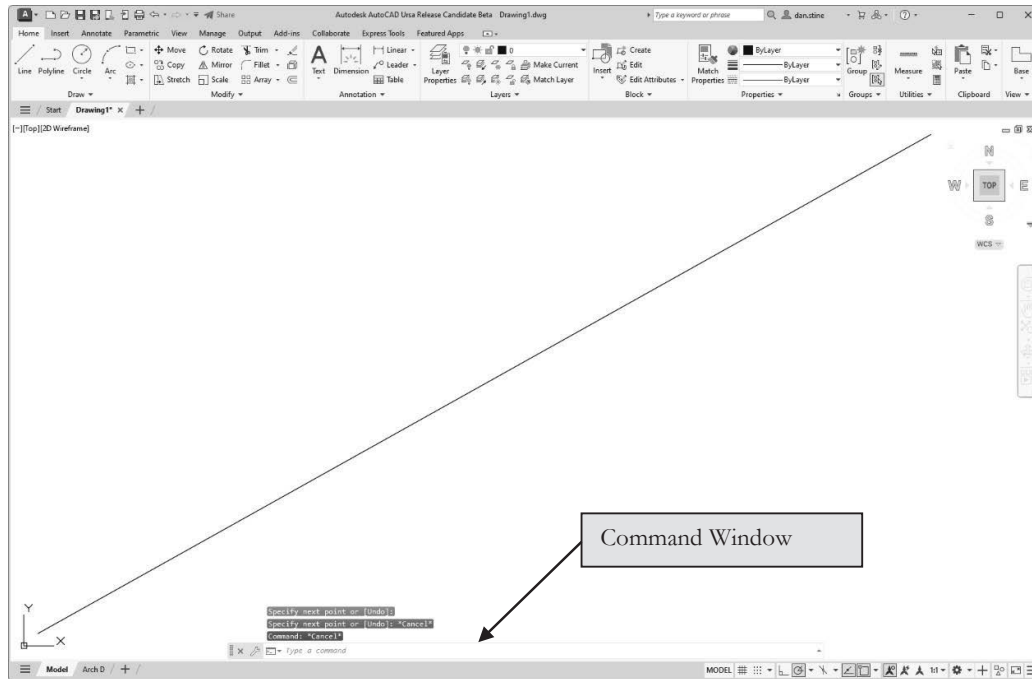 A Share Autodesk AutoCAD Ursa Release Candidate Beta Drawing1.dwg Type a keyword or phrase dan.stine
Home Insert Annotate Parametric View Manage Output Add-ins Collaborate Express Tools Featured Apps
Line Polyline Circle Arc
Move Rotate Trim
Copy Mirror Fillet
Stretch Scale Array
Text Dimension
Linear
Leader
Table
Layer Properties
0
Make Current
Match Layer
Insert
Create
Edit
Edit Attributes
Match Properties
ByLayer
ByLayer
ByLayer
Group
Measure
Paste
Base
Draw Modify Annotation Layers Block Properties Groups Utilities Clipboard View
Start Drawing1*
[-][Top][2D Wireframe]
N
W TOP E
S
WCS
Command Window
Y
X
Specify next point or [Undo]:
Specify next point or [Undo]: *Cancel*
Command: *Cancel*
Type a command
Model Arch D MODEL 1:1